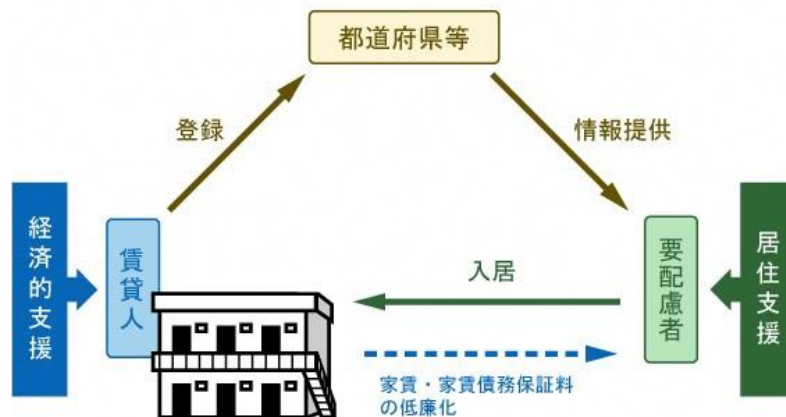 都道府県等
登録
情報提供
経済的支援
賃貸人
入居
要配慮者
居住支援
家賃・家賃債務保証料
の低廉化